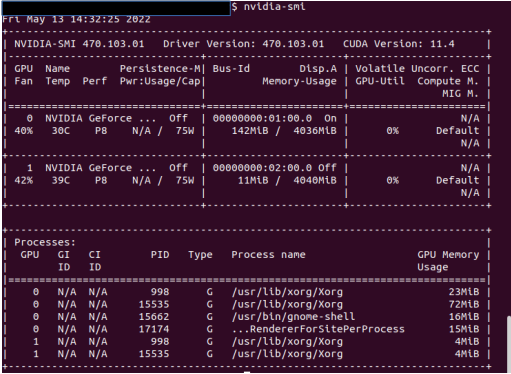 $ nvidia-smi
Fri May 13 14:32:25 2022
+-----------------------------------------------------------------------------+
| NVIDIA-SMI 470.103.01   Driver Version: 470.103.01   CUDA Version: 11.4     |
|-------------------------------+----------------------+----------------------+
| GPU  Name        Persistence-M| Bus-Id        Disp.A | Volatile Uncorr. ECC |
| Fan  Temp  Perf  Pwr:Usage/Cap|         Memory-Usage | GPU-Util  Compute M. |
|                               |                      |               MIG M. |
|===============================+======================+======================|
|   0  NVIDIA GeForce ...  Off  | 00000000:01:00.0  On |                  N/A |
| 40%   30C    P8    N/A /  75W |    142MiB /  4036MiB |      0%      Default |
|                               |                      |                  N/A |
+-------------------------------+----------------------+----------------------+
|   1  NVIDIA GeForce ...  Off  | 00000000:02:00.0 Off |                  N/A |
| 42%   39C    P8    N/A /  75W |     11MiB /  4040MiB |      0%      Default |
|                               |                      |                  N/A |
+-------------------------------+----------------------+----------------------+
+-----------------------------------------------------------------------------+
| Processes:                                                                  |
|  GPU   GI   CI        PID   Type   Process name                  GPU Memory |
|        ID   ID                                                   Usage      |
|=============================================================================|
|    0   N/A  N/A       998      G   /usr/lib/xorg/Xorg                 23MiB |
|    0   N/A  N/A     15535      G   /usr/lib/xorg/Xorg                 72MiB |
|    0   N/A  N/A     15662      G   /usr/bin/gnome-shell               16MiB |
|    0   N/A  N/A     17174      G   ...RendererForSitePerProcess       15MiB |
|    1   N/A  N/A       998      G   /usr/lib/xorg/Xorg                  4MiB |
|    1   N/A  N/A     15535      G   /usr/lib/xorg/Xorg                  4MiB |
+-----------------------------------------------------------------------------+